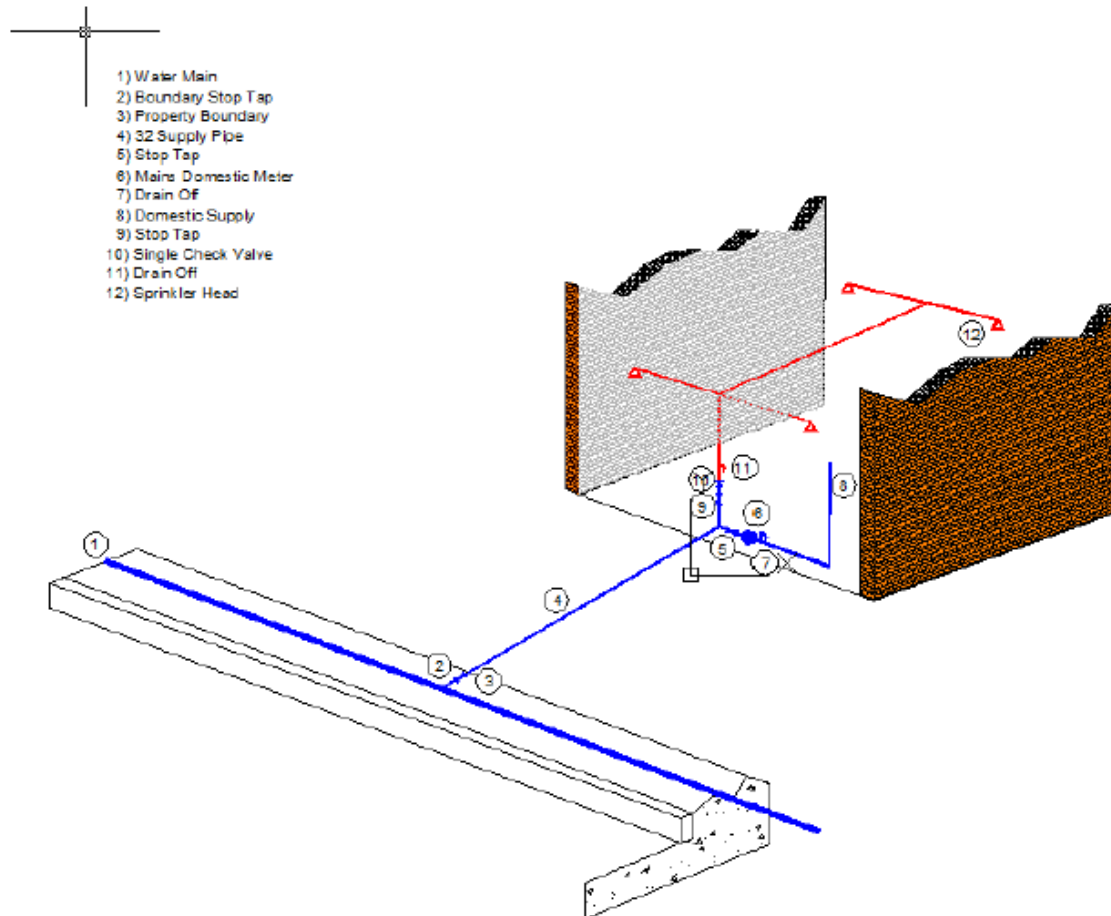 1) Water Main
2) Boundary Stop Tap
3) Property Boundary
4) 32 Supply Pipe
5) Stop Tap
6) Mains Domestic Meter
7) Drain Off
8) Domestic Supply
9) Stop Tap
10) Single Check Valve
11) Drain Off
12) Sprinkler Head
12
11
10
8
9
6
5
7
1
4
2
3